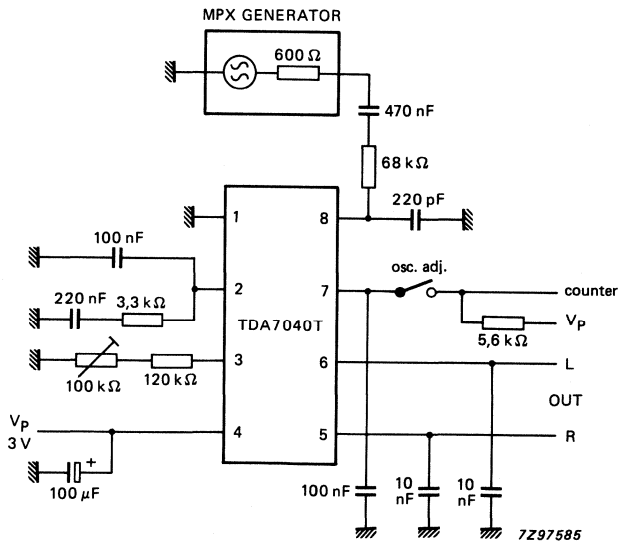 MPX GENERATOR
600 Ω
470 nF
68 kΩ
220 pF
1
8
100 nF
osc. adj.
220 nF
3,3 kΩ
2
7
counter
TDA7040T
V_P
5,6 kΩ
3
6
L
100 kΩ
120 kΩ
OUT
V_P
3 V
4
5
R
+
100 μF
100 nF
10
nF
10
nF
7Z97585